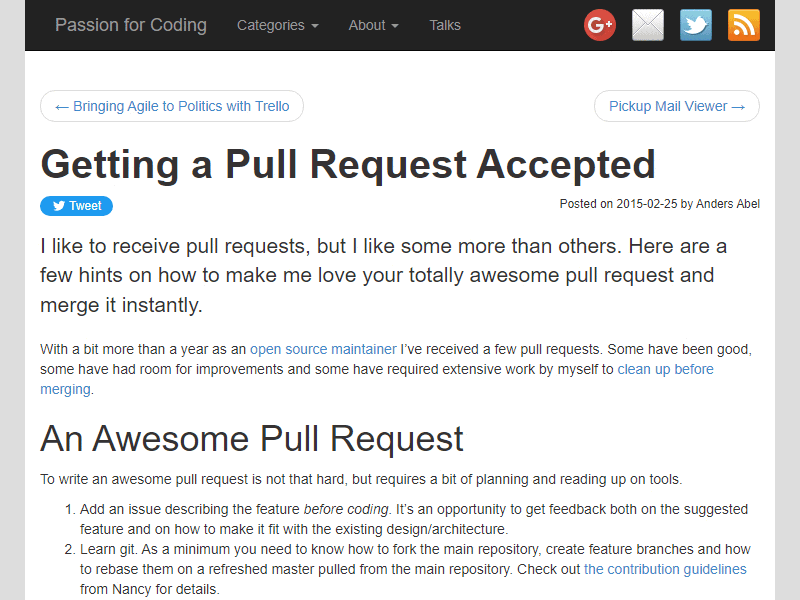 Passion for Coding Categories About Talks G+
← Bringing Agile to Politics with Trello Pickup Mail Viewer →
Getting a Pull Request Accepted
Tweet Posted on 2015-02-25 by Anders Abel
I like to receive pull requests, but I like some more than others. Here are a
few hints on how to make me love your totally awesome pull request and
merge it instantly.
With a bit more than a year as an open source maintainer I’ve received a few pull requests. Some have been good,
some have had room for improvements and some have required extensive work by myself to clean up before
merging.
An Awesome Pull Request
To write an awesome pull request is not that hard, but requires a bit of planning and reading up on tools.
1. Add an issue describing the feature before coding. It’s an opportunity to get feedback both on the suggested
feature and on how to make it fit with the existing design/architecture.
2. Learn git. As a minimum you need to know how to fork the main repository, create feature branches and how
to rebase them on a refreshed master pulled from the main repository. Check out the contribution guidelines
from Nancy for details.